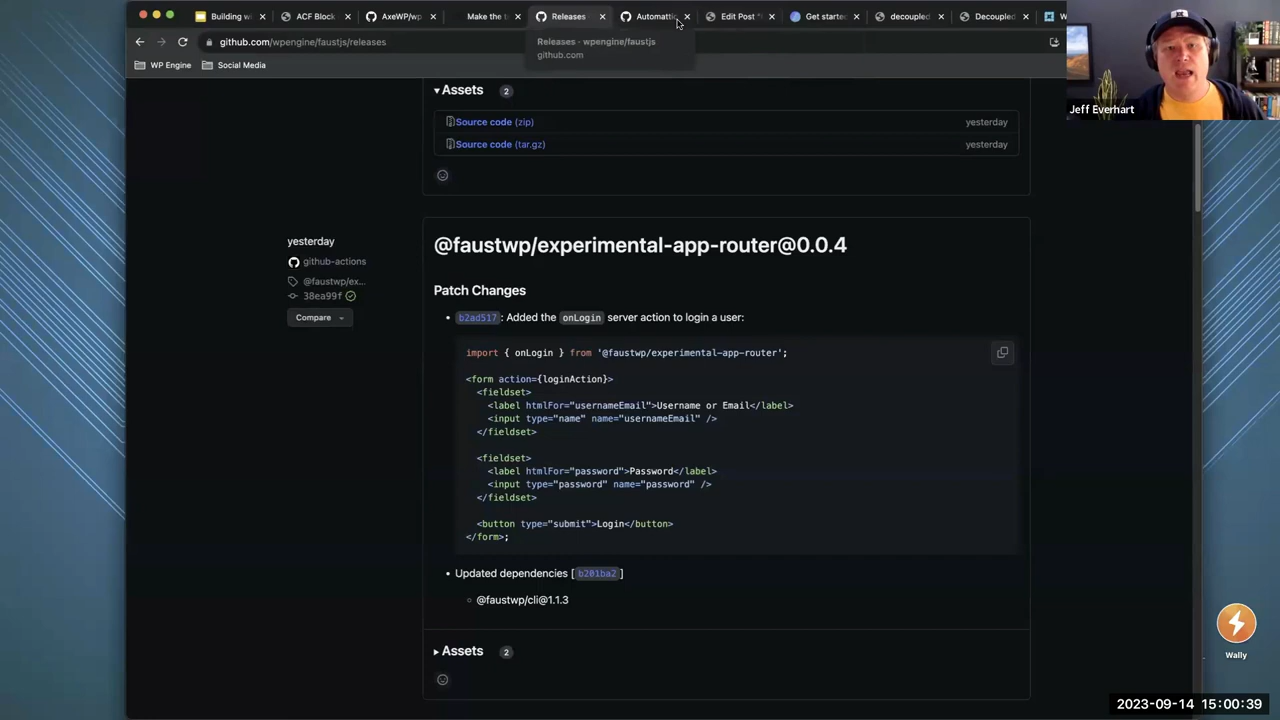 Building w
ACF Block
AxeWP/wp
Make the t
Releases
Automatti
Edit Post "
Get starte
decoupled
Decoupled
W
github.com/wpengine/faustjs/releases
Releases - wpengine/faustjs
github.com
WP Engine
Social Media
Jeff Everhart
Assets 2
Source code (zip) yesterday
Source code (tar.gz) yesterday
yesterday
github-actions
@faustwp/ex...
38ea99f
Compare
@faustwp/experimental-app-router@0.0.4
Patch Changes
• b2ad517: Added the onLogin server action to login a user:
import { onLogin } from '@faustwp/experimental-app-router';
<form action={loginAction}>
<fieldset>
<label htmlFor="usernameEmail">Username or Email</label>
<input type="name" name="usernameEmail" />
</fieldset>
<fieldset>
<label htmlFor="password">Password</label>
<input type="password" name="password" />
</fieldset>
<button type="submit">Login</button>
</form>;
• Updated dependencies [b201ba2]
@faustwp/cli@1.1.3
Assets 2
Wally
2023-09-14 15:00:39